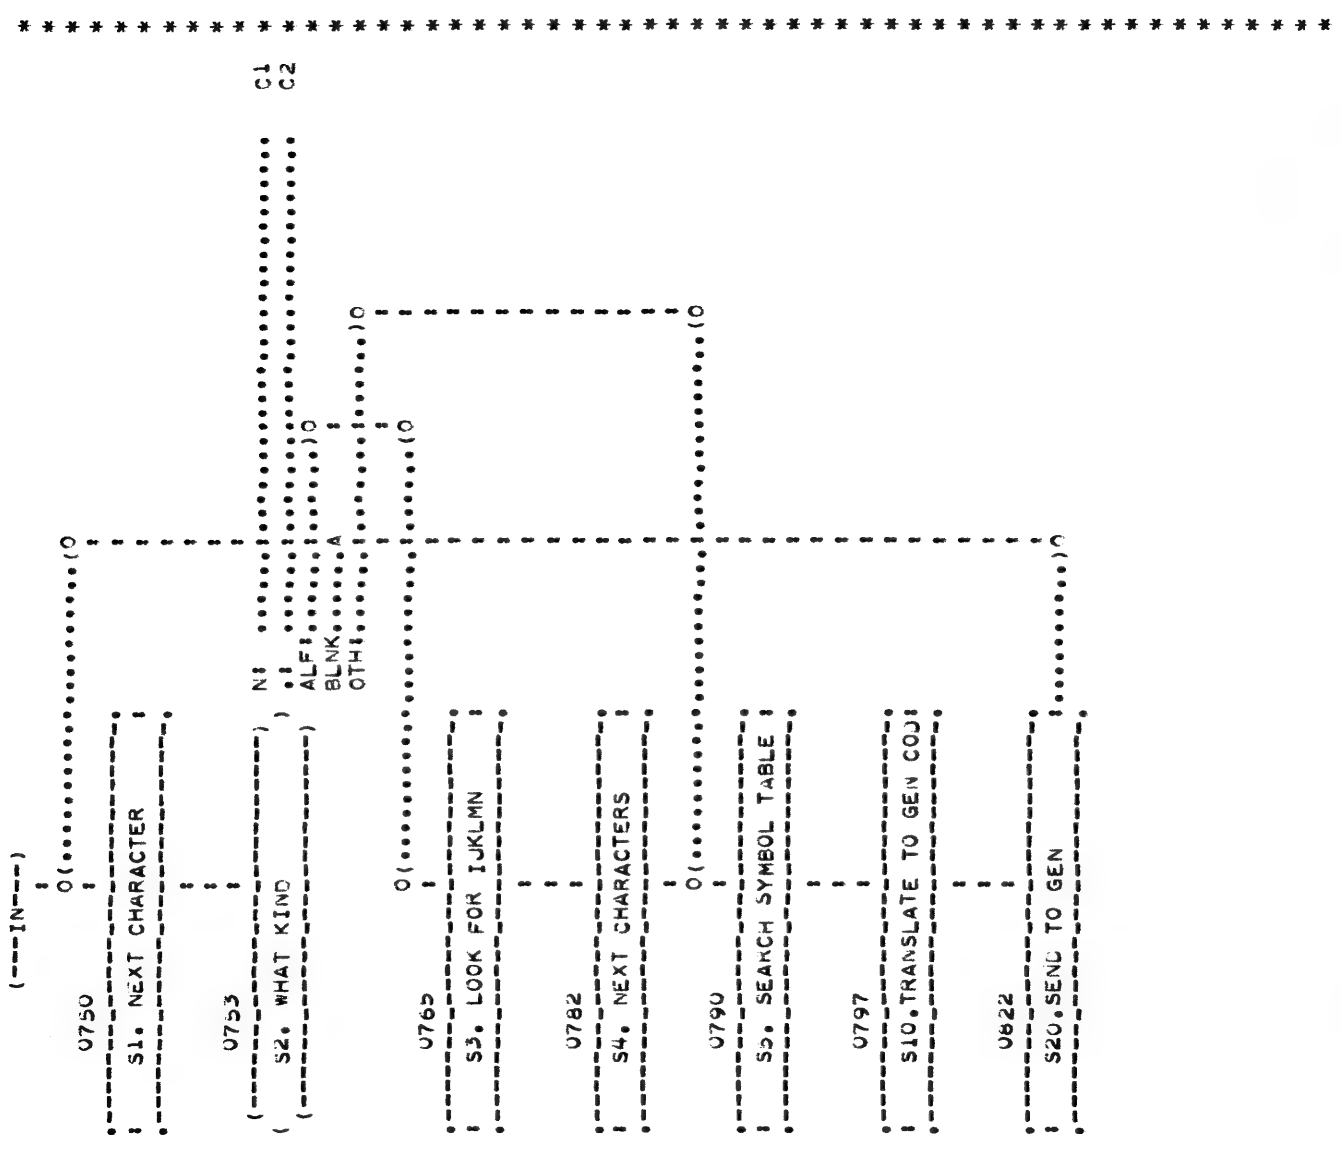 (---IN---)
0750
S1. NEXT CHARACTER
0753
S2. WHAT KIND
N: C1
.: C2
ALF:
BLNK. A
OTH:
0765
S3. LOOK FOR IJKLMN
0782
S4. NEXT CHARACTERS
0790
S5. SEARCH SYMBOL TABLE
0797
S10.TRANSLATE TO GEN COD
0822
S20.SEND TO GEN